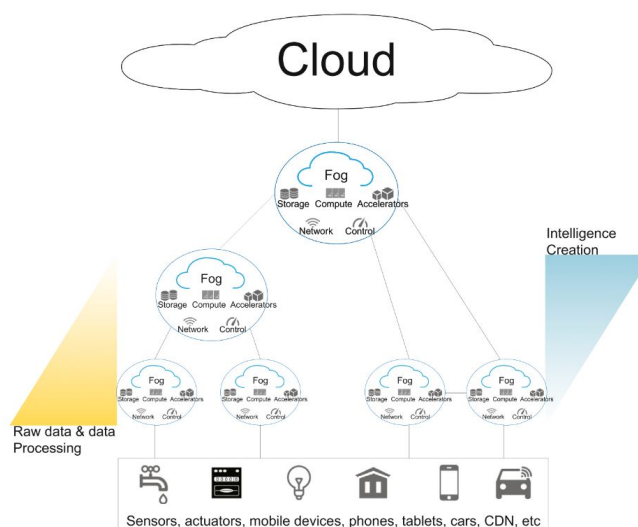 Cloud
Fog
Storage Compute Accelerators
Network Control
Intelligence
Creation
Fog
Storage Compute Accelerators
Network Control
Fog
Storage Compute Accelerators
Network Control
Fog
Storage Compute Accelerators
Network Control
Fog
Storage Compute Accelerators
Network Control
Fog
Storage Compute Accelerators
Network Control
Raw data & data
Processing
Sensors, actuators, mobile devices, phones, tablets, cars, CDN, etc